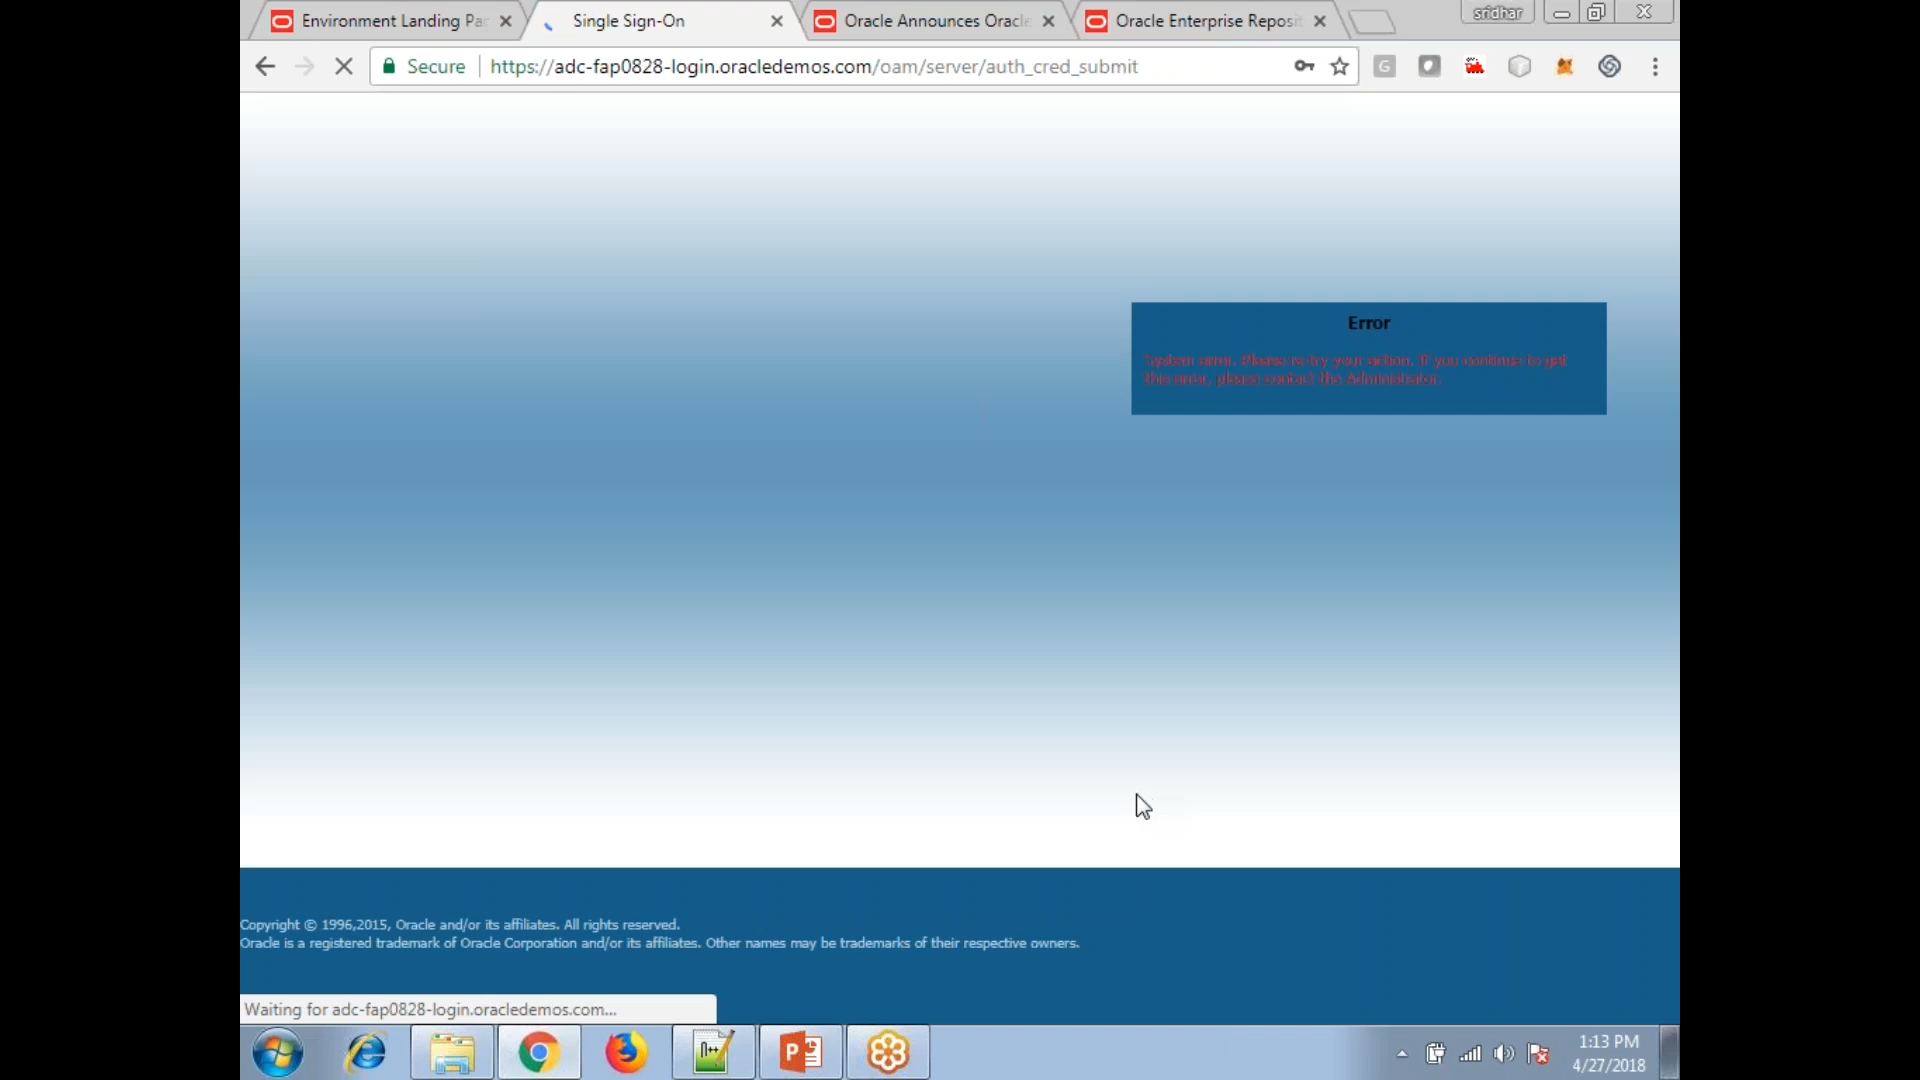 Environment Landing Pa
Single Sign-On
Oracle Announces Oracle
Oracle Enterprise Reposit
sridhar
Secure
https://adc-fap0828-login.oracledemos.com/oam/server/auth_cred_submit
G
Error
System error. Please re-try your action. If you continue to get
this error, please contact the Administrator.
Copyright © 1996,2015, Oracle and/or its affiliates. All rights reserved.
Oracle is a registered trademark of Oracle Corporation and/or its affiliates. Other names may be trademarks of their respective owners.
Waiting for adc-fap0828-login.oracledemos.com...
1:13 PM
4/27/2018